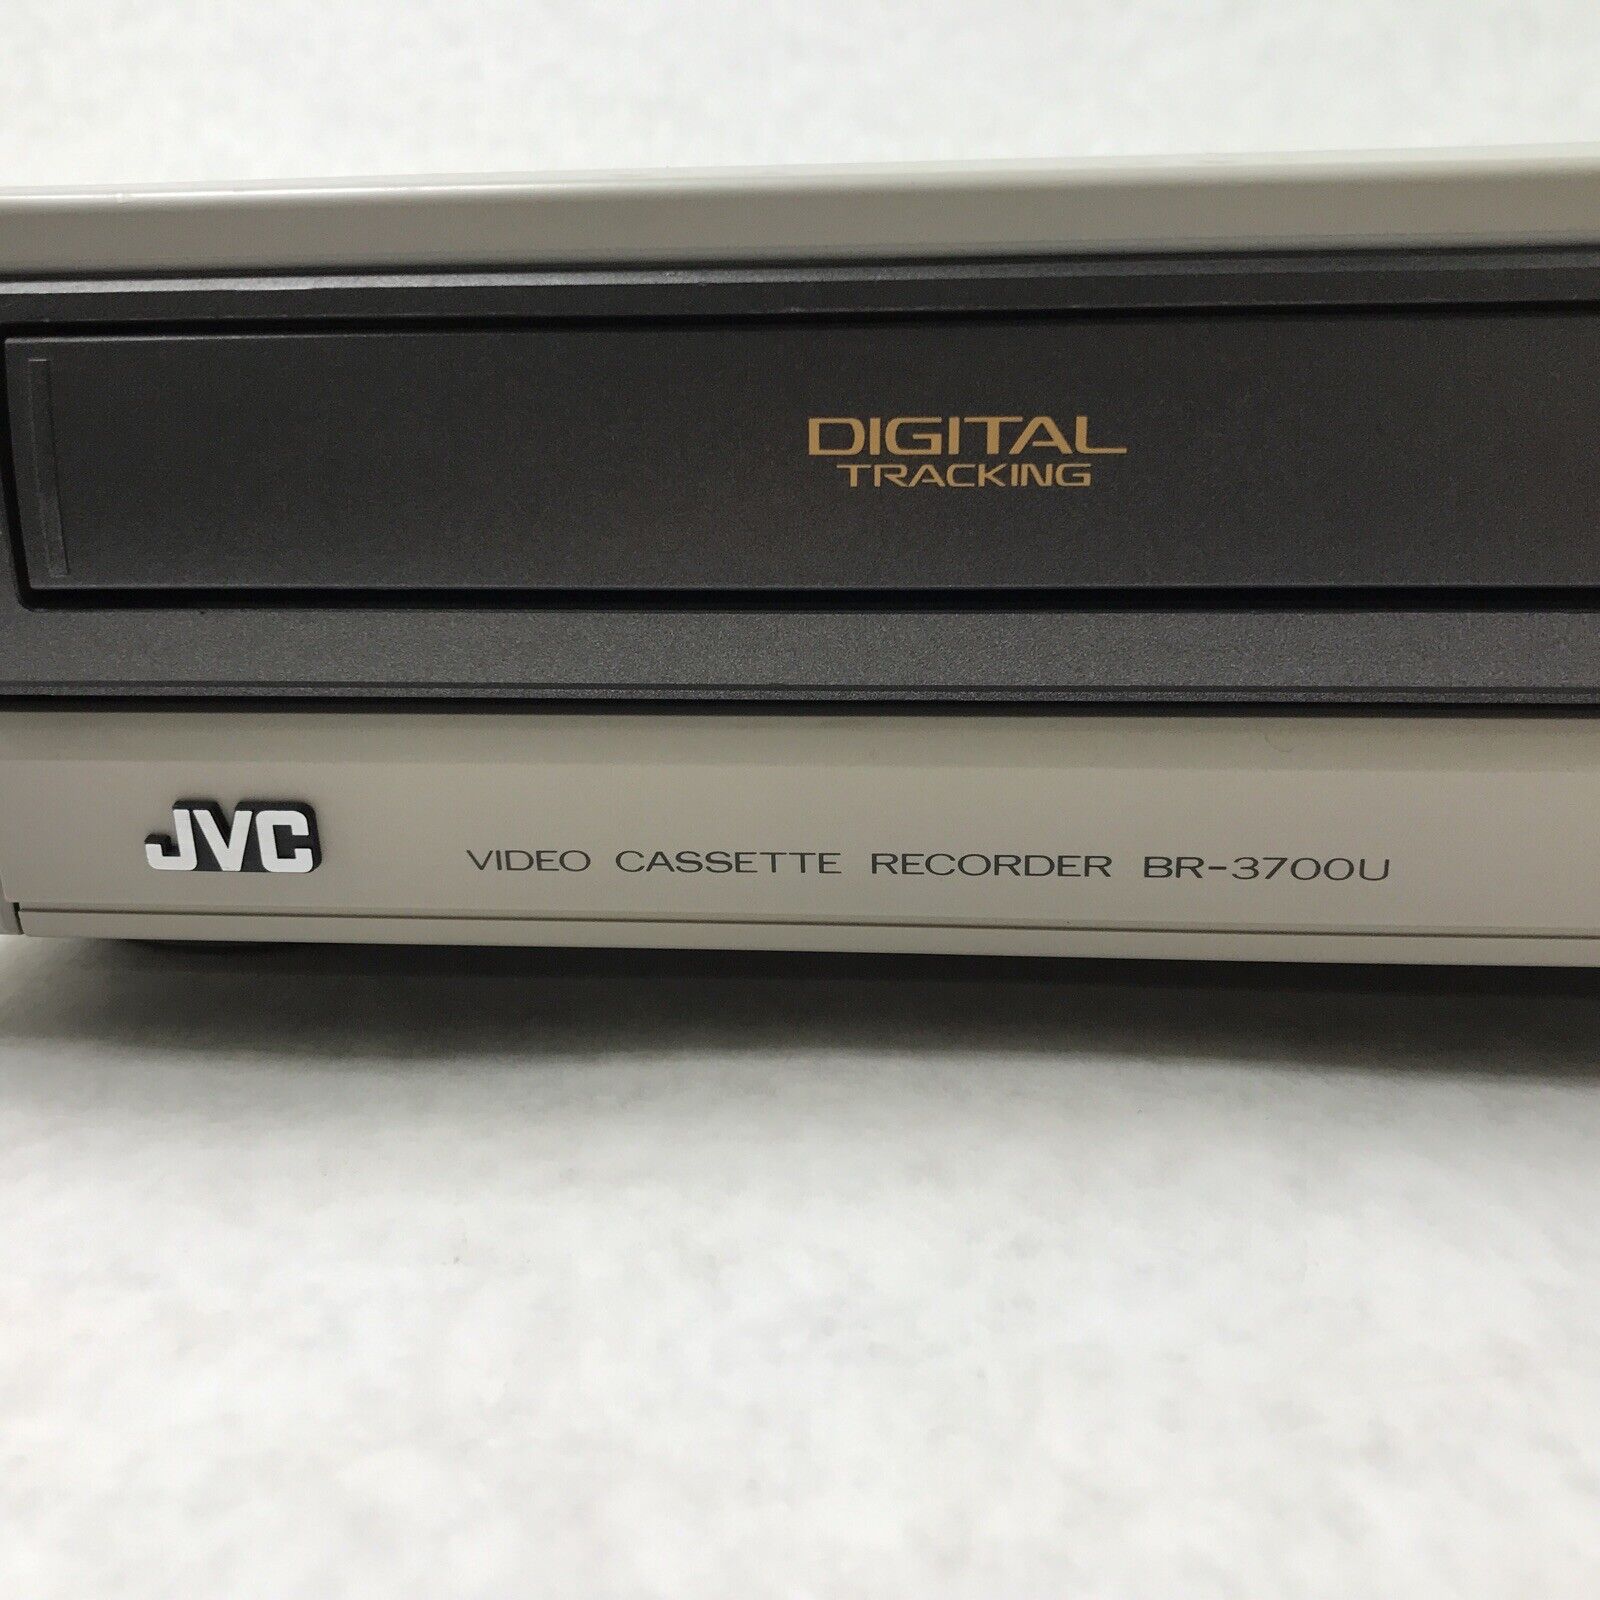 DIGITAL
TRACKING
JVC VIDEO CASSETTE RECORDER BR-3700U